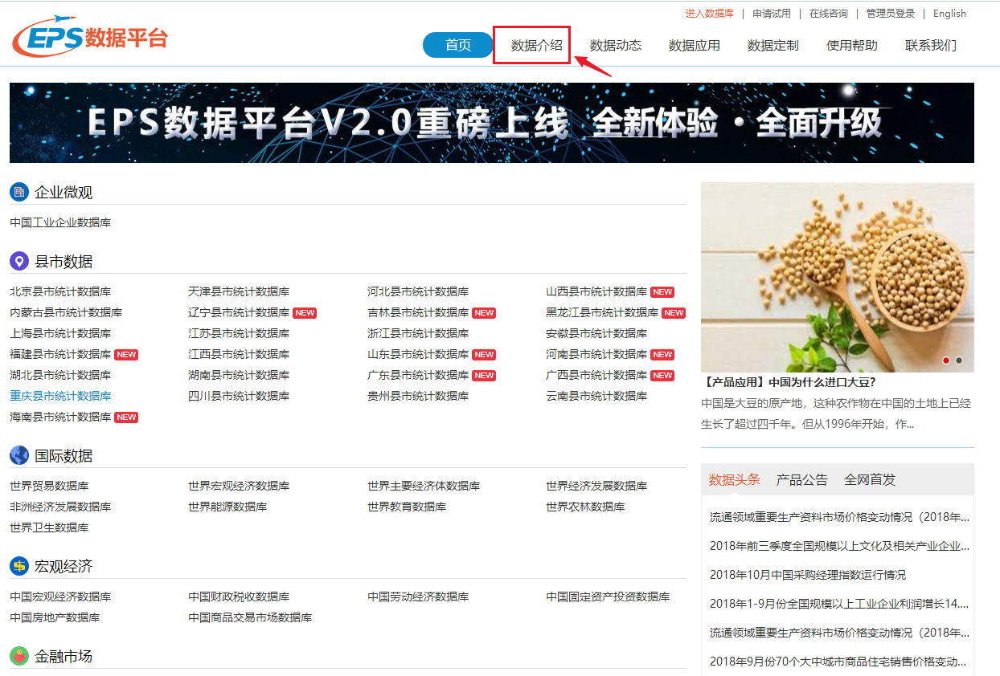 进入数据库 | 申请试用 | 在线咨询 | 管理员登录 | English
EPS数据平台
首页 数据介绍 数据动态 数据应用 数据定制 使用帮助 联系我们
EPS数据平台V2.0重磅上线 全新体验·全面升级
企业微观
中国工业企业数据库
县市数据
北京县市统计数据库 天津县市统计数据库 河北县市统计数据库 山西县市统计数据库 NEW
内蒙古县市统计数据库 辽宁县市统计数据库 NEW 吉林县市统计数据库 NEW 黑龙江县市统计数据库 NEW
上海县市统计数据库 江苏县市统计数据库 浙江县市统计数据库 安徽县市统计数据库
福建县市统计数据库 NEW 江西县市统计数据库 山东县市统计数据库 NEW 河南县市统计数据库 NEW
湖北县市统计数据库 湖南县市统计数据库 广东县市统计数据库 NEW 广西县市统计数据库 NEW
重庆县市统计数据库 四川县市统计数据库 贵州县市统计数据库 云南县市统计数据库
海南县市统计数据库 NEW
国际数据
世界贸易数据库 世界宏观经济数据库 世界主要经济体数据库 世界经济发展数据库
非洲经济发展数据库 世界能源数据库 世界教育数据库 世界农林数据库
世界卫生数据库
宏观经济
中国宏观经济数据库 中国财政税收数据库 中国劳动经济数据库 中国固定资产投资数据库
中国房地产数据库 中国商品交易市场数据库
金融市场
【产品应用】中国为什么进口大豆?
中国是大豆的原产地，这种农作物在中国的土地上已经
生长了超过四千年。但从1996年开始，作...
数据头条 产品公告 全网首发
流通领域重要生产资料市场价格变动情况（2018年...
2018年前三季度全国规模以上文化及相关产业企业...
2018年10月中国采购经理指数运行情况
2018年1-9月份全国规模以上工业企业利润增长14....
流通领域重要生产资料市场价格变动情况（2018年...
2018年9月份70个大中城市商品住宅销售价格变动...